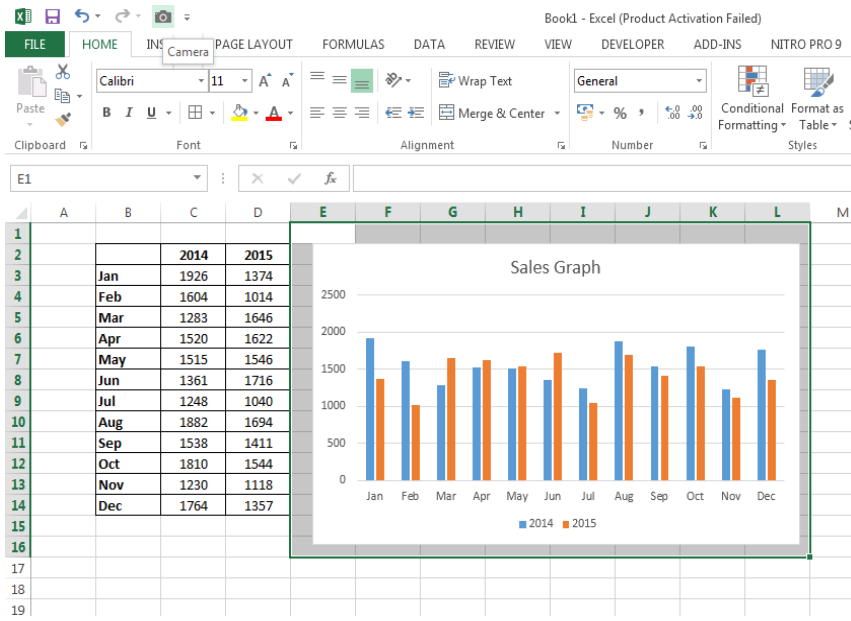 Book1 - Excel (Product Activation Failed)
FILE HOME INS PAGE LAYOUT FORMULAS DATA REVIEW VIEW DEVELOPER ADD-INS NITRO PRO 9
Camera
Calibri 11 A A Wrap Text General
Paste B I U A Merge & Center % , Conditional Format as
Formatting Table
Clipboard Font Alignment Number Styles
E1 fx
A B C D E F G H I J K L M
1
2 2014 2015
3 Jan 1926 1374
4 Feb 1604 1014
5 Mar 1283 1646
6 Apr 1520 1622
7 May 1515 1546
8 Jun 1361 1716
9 Jul 1248 1040
10 Aug 1882 1694
11 Sep 1538 1411
12 Oct 1810 1544
13 Nov 1230 1118
14 Dec 1764 1357
15
16
17
18
19
Sales Graph
2500
2000
1500
1000
500
0
Jan Feb Mar Apr May Jun Jul Aug Sep Oct Nov Dec
2014 2015